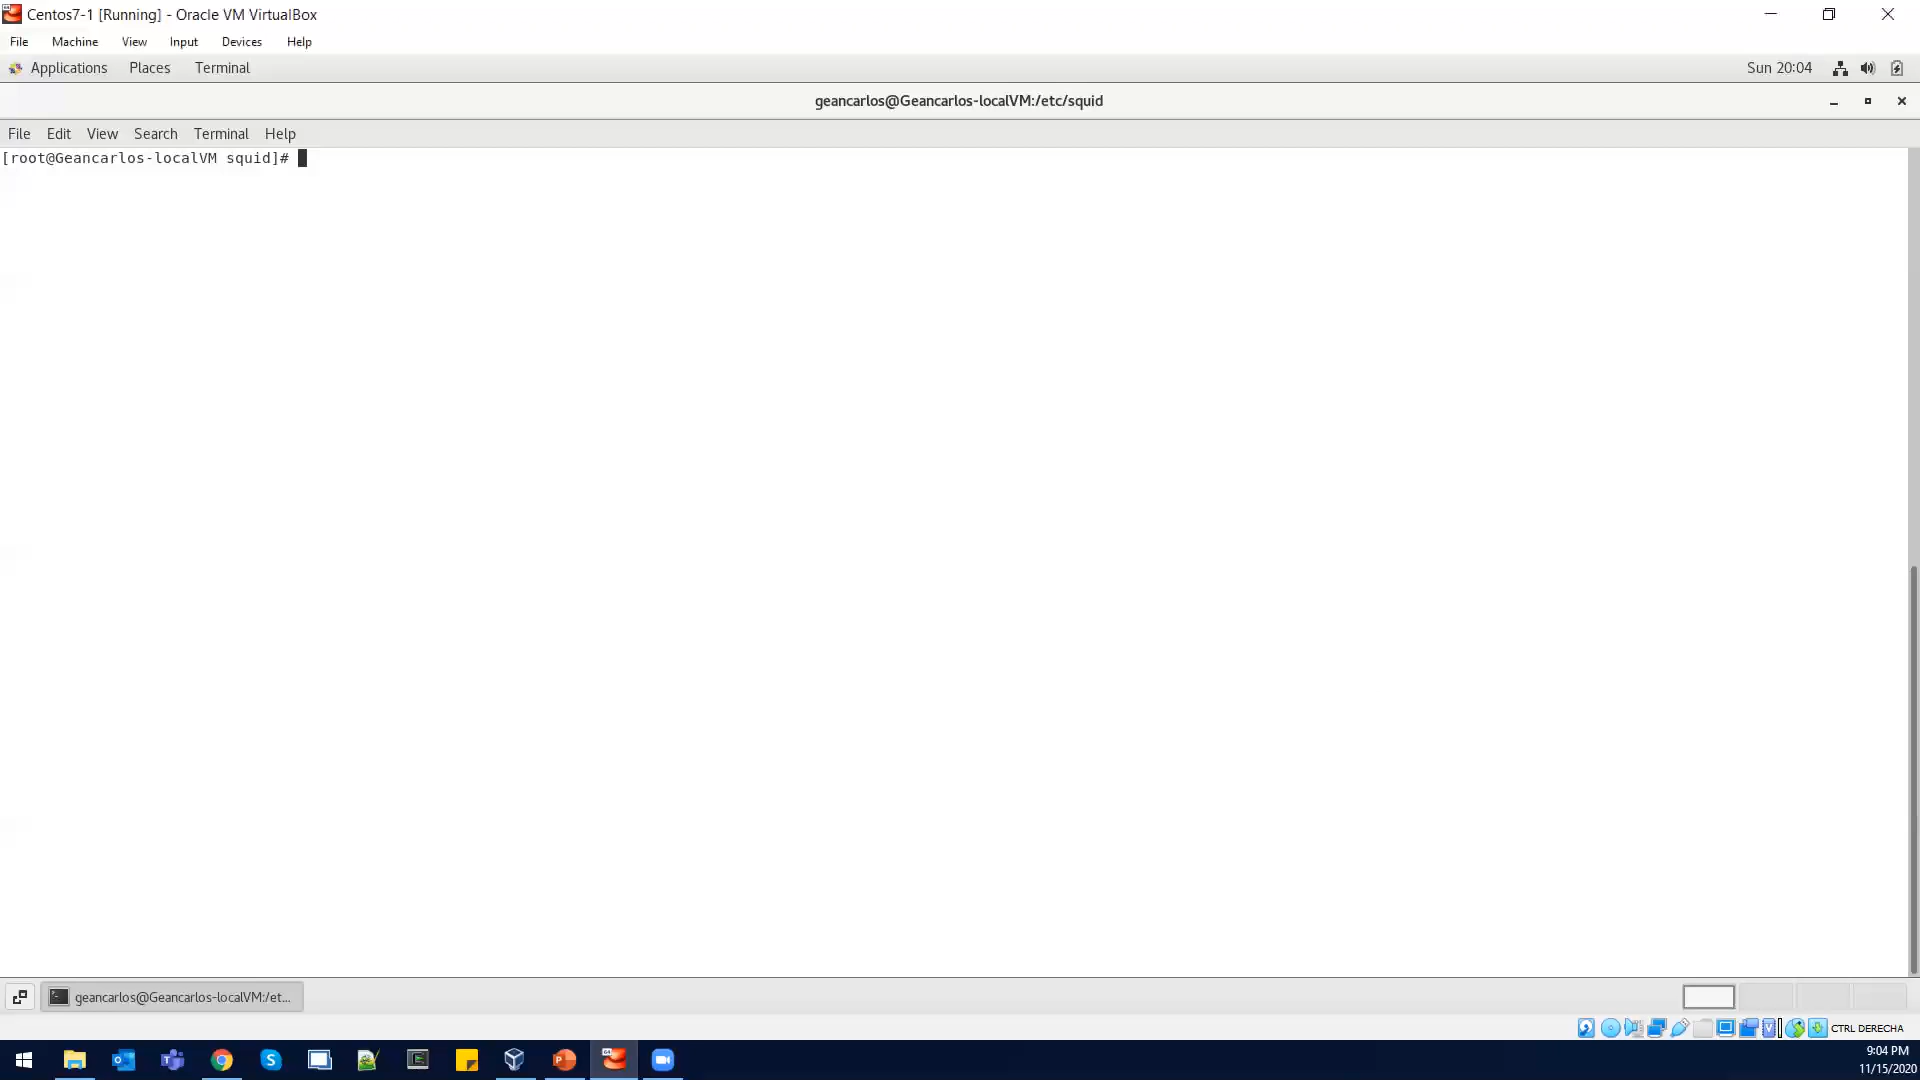 Centos7-1 [Running] - Oracle VM VirtualBox
File Machine View Input Devices Help
Applications Places Terminal Sun 20:04
geancarlos@Geancarlos-localVM:/etc/squid
File Edit View Search Terminal Help
[root@Geancarlos-localVM squid]#
geancarlos@Geancarlos-localVM:/et...
CTRL DERECHA
9:04 PM
11/15/2020